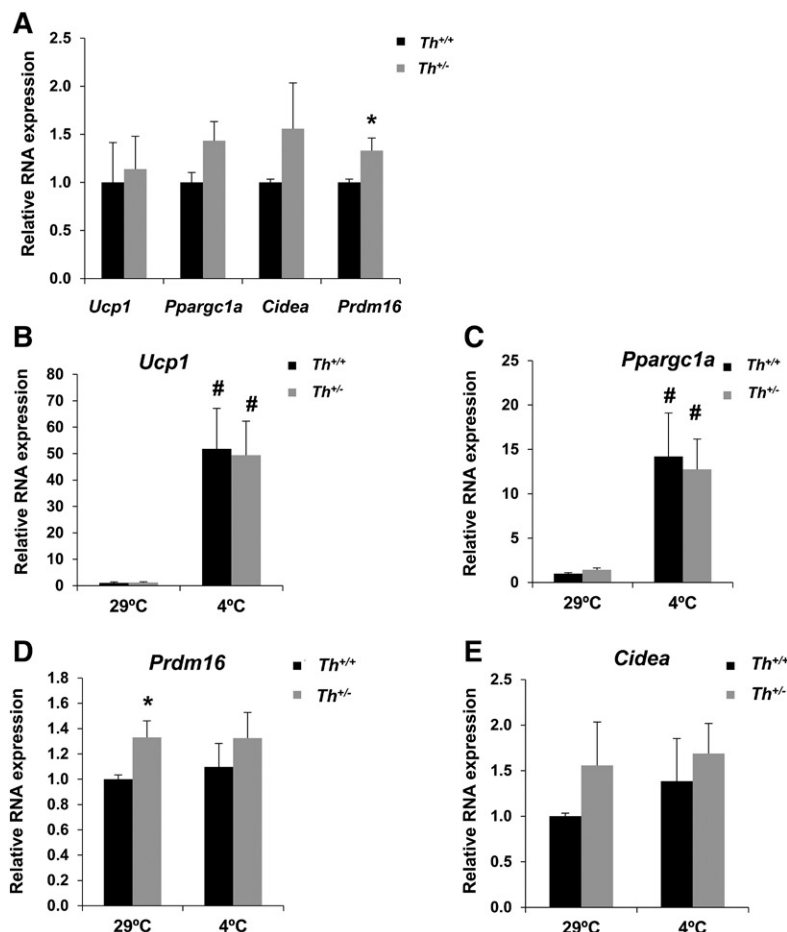 A
Th+/+
Th+/-
Relative RNA expression
2.5
2.0
1.5
1.0
0.5
0.0
*
Ucp1 Ppargc1a Cidea Prdm16
B
Ucp1
Th+/+
Th+/-
Relative RNA expression
80
70
60
50
40
30
20
10
0
# #
29ºC 4ºC
C
Ppargc1a
Th+/+
Th+/-
Relative RNA expression
25
20
15
10
5
0
# #
29ºC 4ºC
D
Prdm16
Th+/+
Th+/-
Relative RNA expression
1.8
1.6
1.4
1.2
1.0
0.8
0.6
0.4
0.2
0.0
*
29ºC 4ºC
E
Cidea
Th+/+
Th+/-
Relative RNA expression
2.5
2.0
1.5
1.0
0.5
0.0
29ºC 4ºC